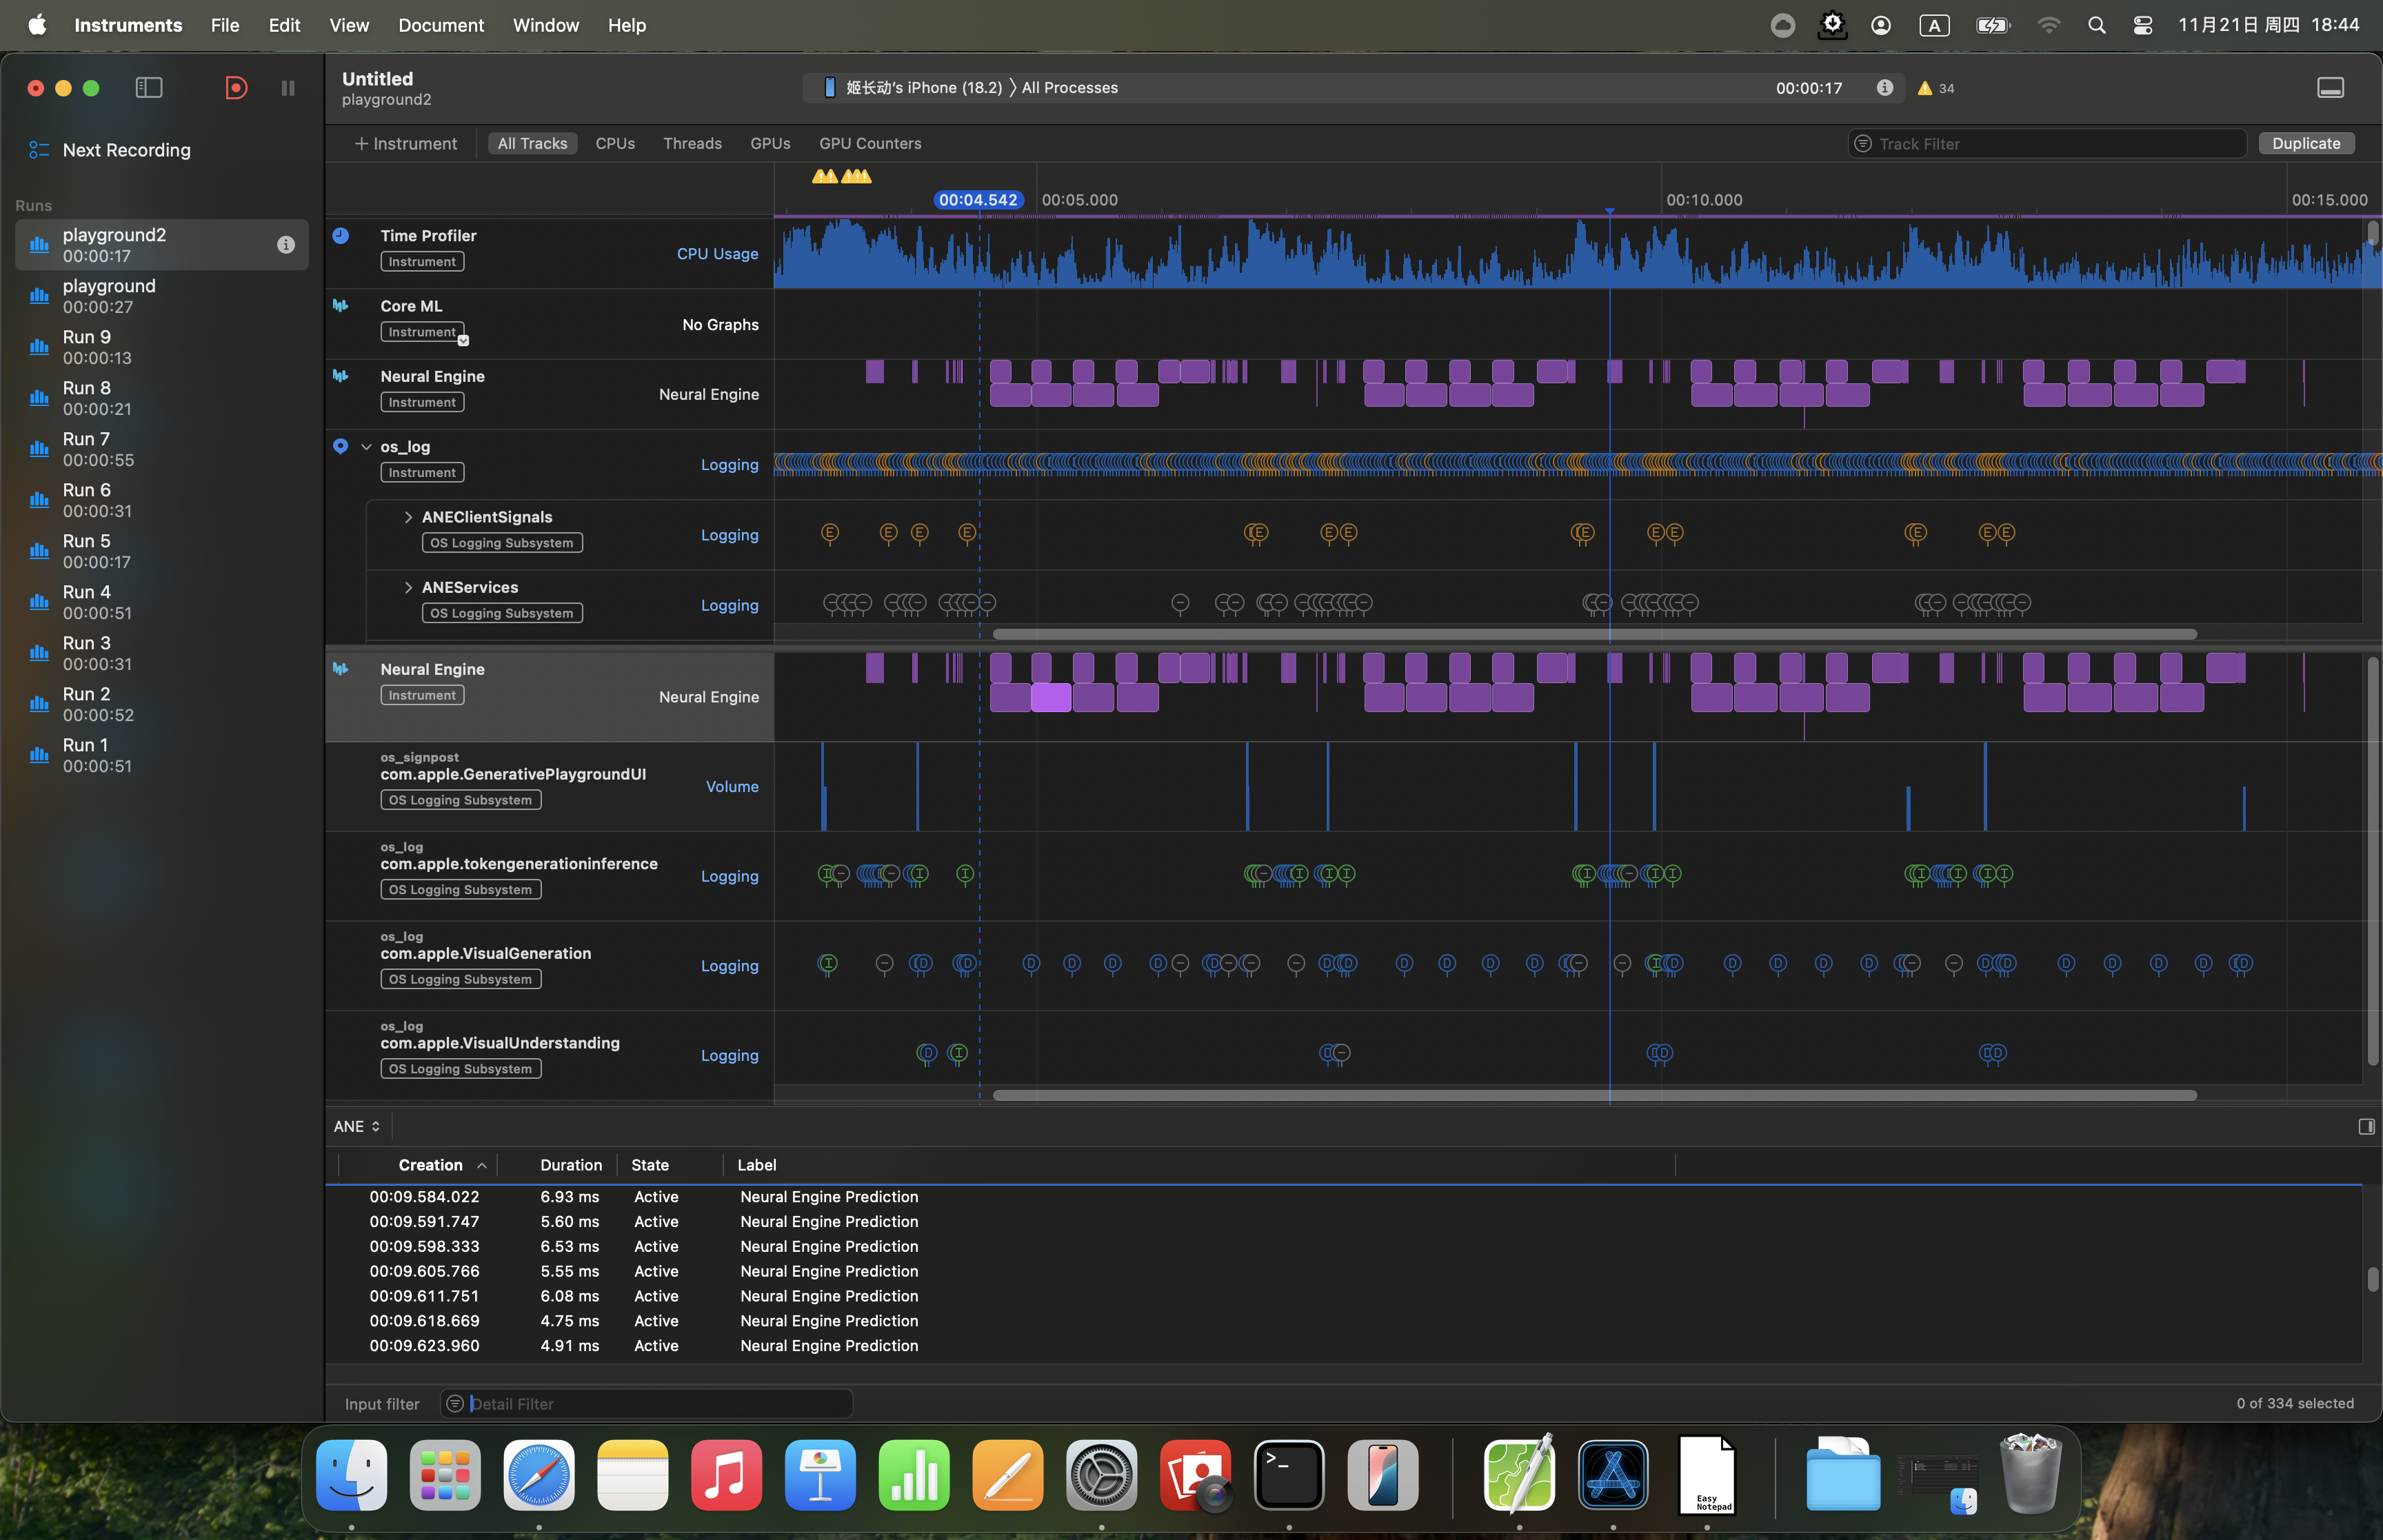 Instruments File Edit View Document Window Help
A
11月21日 周四 18:44
Untitled
playground2
姬长动's iPhone (18.2) 〉All Processes
00:00:17
34
Next Recording
Runs
playground2
00:00:17
playground
00:00:27
Run 9
00:00:13
Run 8
00:00:21
Run 7
00:00:55
Run 6
00:00:31
Run 5
00:00:17
Run 4
00:00:51
Run 3
00:00:31
Run 2
00:00:52
Run 1
00:00:51
+ Instrument All Tracks CPUs Threads GPUs GPU Counters
Track Filter
Duplicate
00:04.542 00:05.000 00:10.000 00:15.000
Time Profiler
Instrument
CPU Usage
Core ML
Instrument
No Graphs
Neural Engine
Instrument
Neural Engine
os_log
Instrument
Logging
ANEClientSignals
OS Logging Subsystem
Logging
ANEServices
OS Logging Subsystem
Logging
Neural Engine
Instrument
Neural Engine
os_signpost
com.apple.GenerativePlaygroundUI
OS Logging Subsystem
Volume
os_log
com.apple.tokengenerationinference
OS Logging Subsystem
Logging
os_log
com.apple.VisualGeneration
OS Logging Subsystem
Logging
os_log
com.apple.VisualUnderstanding
OS Logging Subsystem
Logging
ANE
Creation Duration State Label
00:09.584.022 6.93 ms Active Neural Engine Prediction
00:09.591.747 5.60 ms Active Neural Engine Prediction
00:09.598.333 6.53 ms Active Neural Engine Prediction
00:09.605.766 5.55 ms Active Neural Engine Prediction
00:09.611.751 6.08 ms Active Neural Engine Prediction
00:09.618.669 4.75 ms Active Neural Engine Prediction
00:09.623.960 4.91 ms Active Neural Engine Prediction
Input filter
Detail Filter
0 of 334 selected
Easy
Notepad